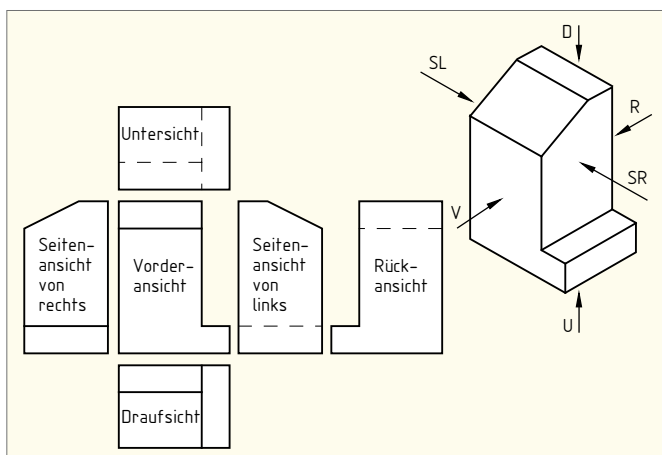 D
SL
R
SR
V
U
Untersicht
Seiten-
ansicht
von
rechts
Vorder-
ansicht
Seiten-
ansicht
von
links
Rück-
ansicht
Draufsicht